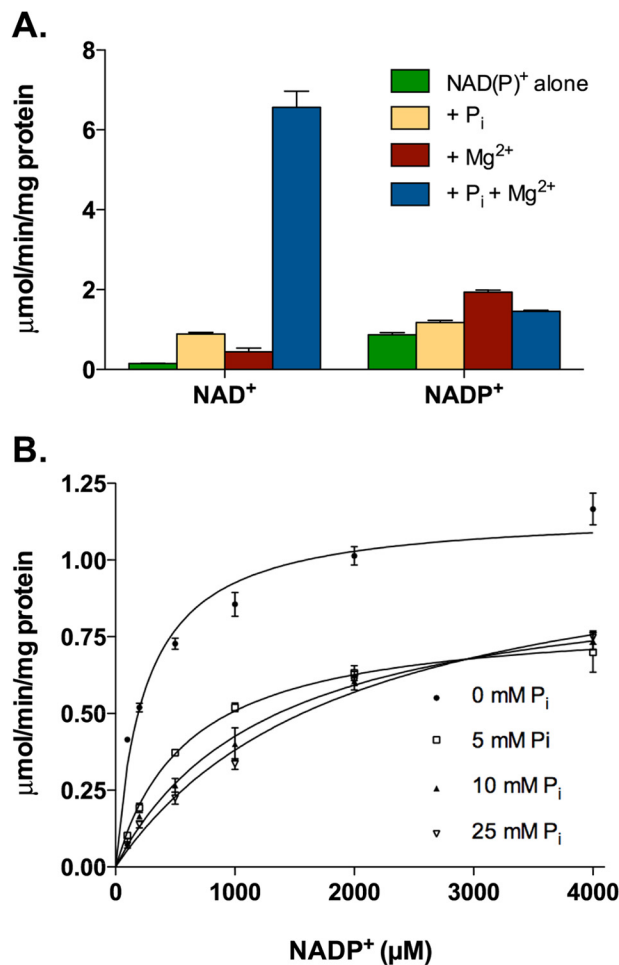 A.
μmol/min/mg protein
8
6
4
2
0
NAD(P)⁺ alone
+ Pᵢ
+ Mg²⁺
+ Pᵢ + Mg²⁺
NAD⁺ NADP⁺
B.
μmol/min/mg protein
1.25
1.00
0.75
0.50
0.25
0.00
0 mM Pᵢ
5 mM Pi
10 mM Pᵢ
25 mM Pᵢ
0 1000 2000 3000 4000
NADP⁺ (μM)